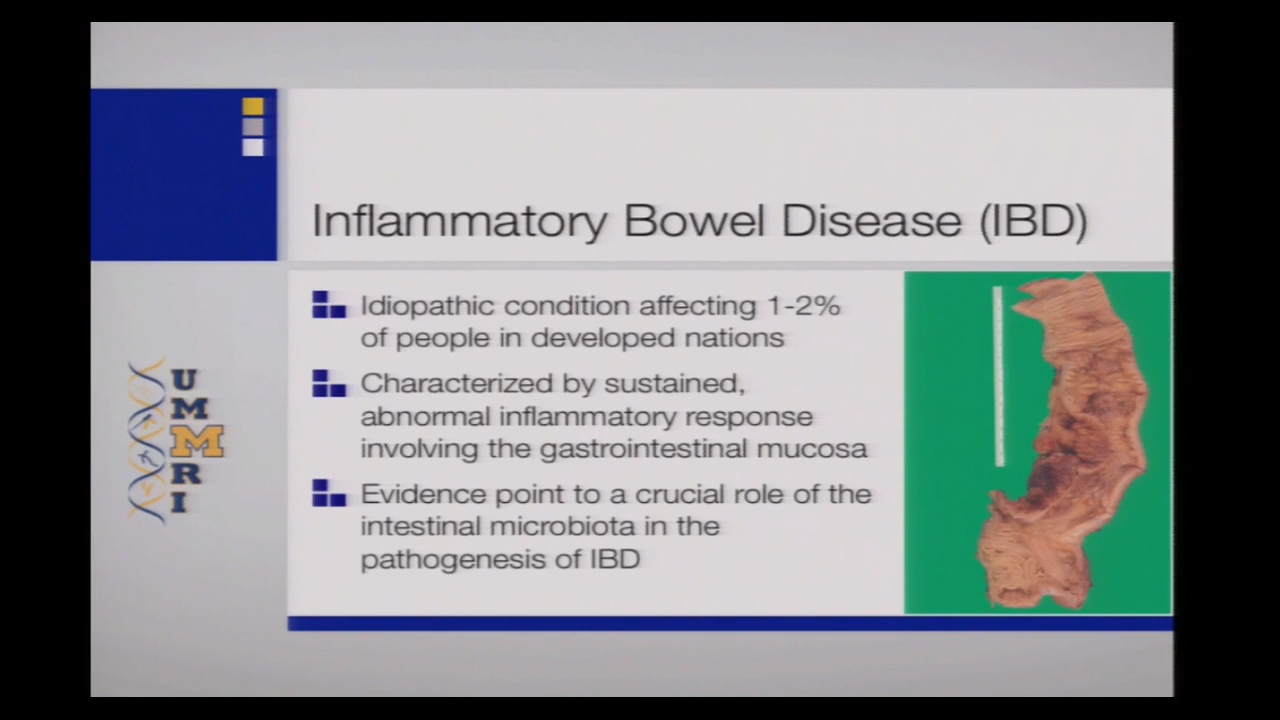 Inflammatory Bowel Disease (IBD)
Idiopathic condition affecting 1-2%
of people in developed nations
Characterized by sustained,
abnormal inflammatory response
involving the gastrointestinal mucosa
Evidence point to a crucial role of the
intestinal microbiota in the
pathogenesis of IBD
U
M
M
R
I